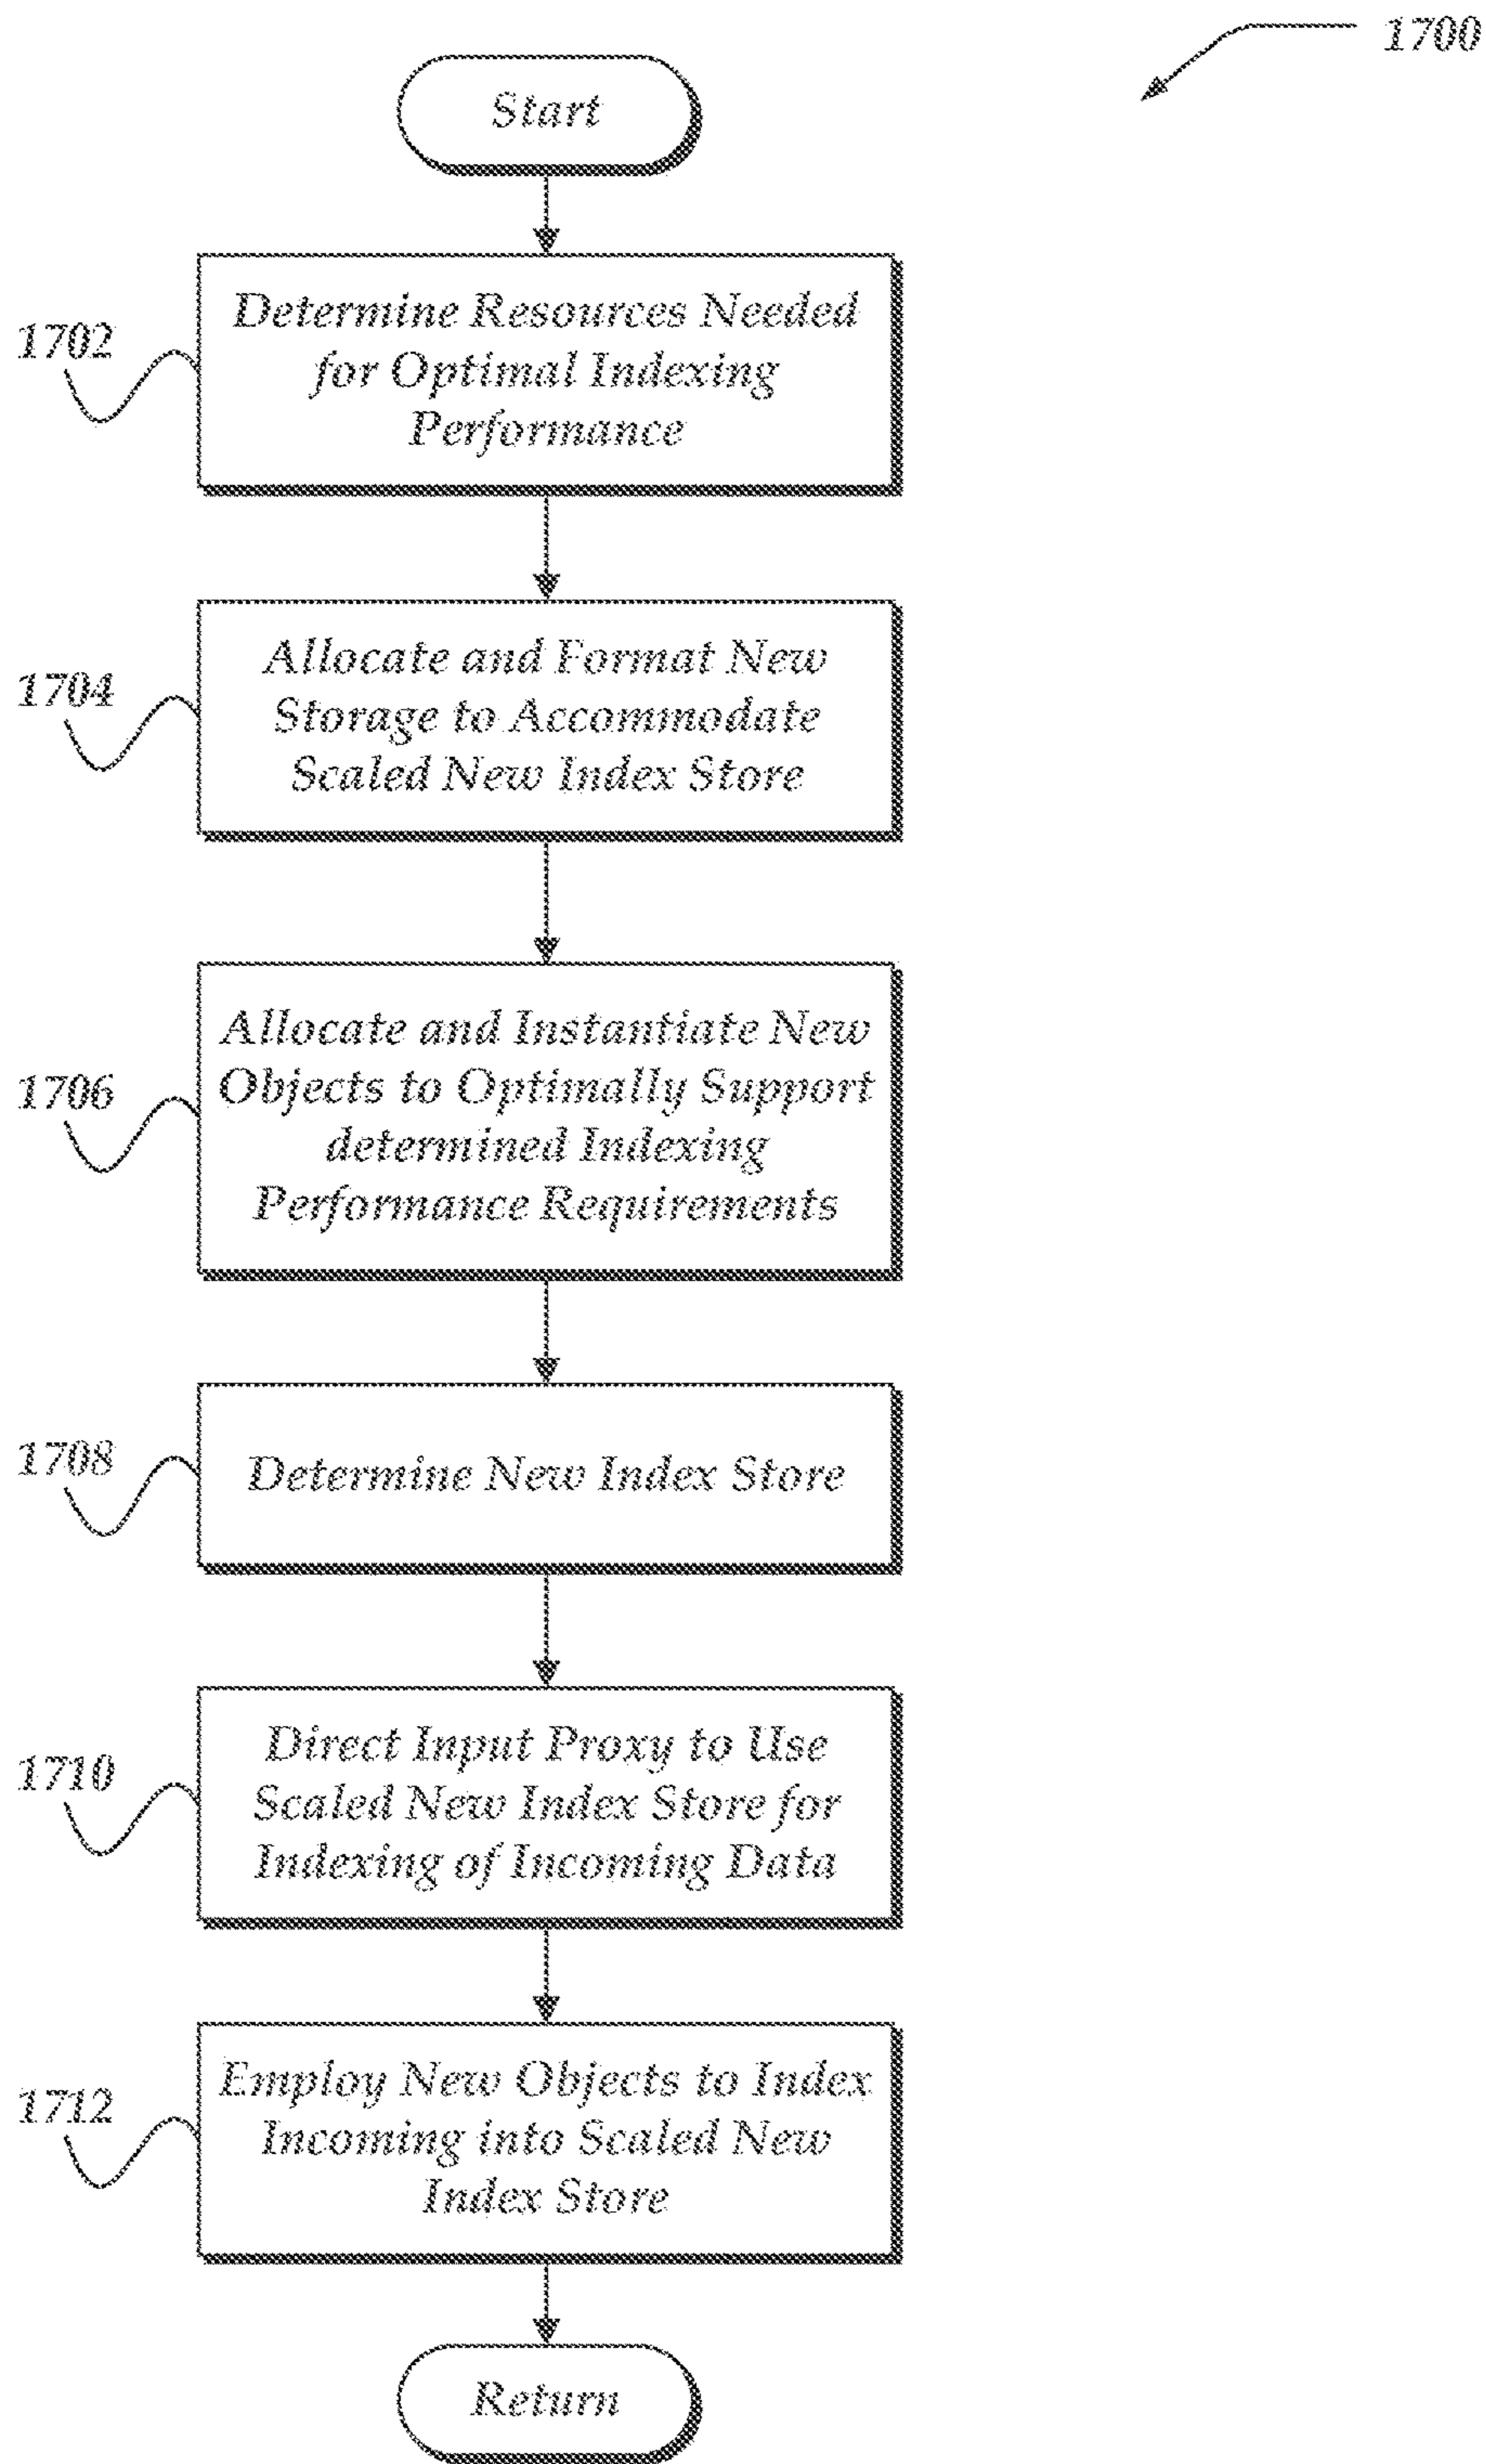 1700
Start
1702
Determine Resources Needed
for Optimal Indexing
Performance
1704
Allocate and Format New
Storage to Accommodate
Scaled New Index Store
1706
Allocate and Instantiate New
Objects to Optimally Support
determined Indexing
Performance Requirements
1708
Determine New Index Store
1710
Direct Input Proxy to Use
Scaled New Index Store for
Indexing of Incoming Data
1712
Employ New Objects to Index
Incoming into Scaled New
Index Store
Return